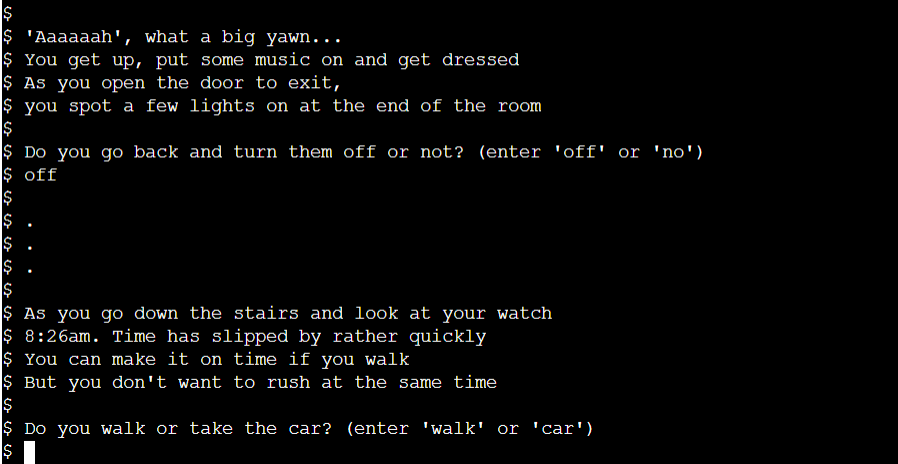 $
$ 'Aaaaaah', what a big yawn...
$ You get up, put some music on and get dressed
$ As you open the door to exit,
$ you spot a few lights on at the end of the room
$
$ Do you go back and turn them off or not? (enter 'off' or 'no')
$ off
$
$ .
$ .
$ .
$
$ As you go down the stairs and look at your watch
$ 8:26am. Time has slipped by rather quickly
$ You can make it on time if you walk
$ But you don't want to rush at the same time
$
$ Do you walk or take the car? (enter 'walk' or 'car')
$